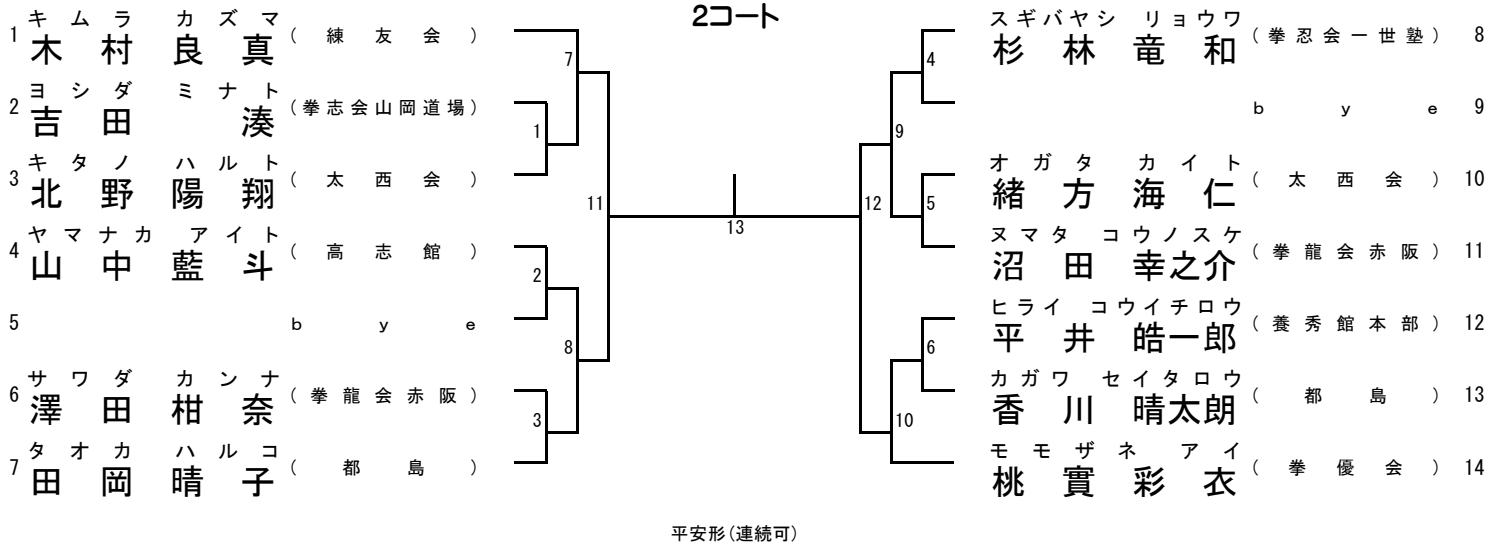 2コート
キムラ カズマ
1 木村良真 (練友会)
ヨシダ ミナト
2 吉田 湊 (拳志会山岡道場)
キタノ ハルト
3 北野陽翔 (太西会)
ヤマナカ アイト
4 山中藍斗 (高志館)
5 bye
サワダ カンナ
6 澤田柑奈 (拳龍会赤阪)
タオカ ハルコ
7 田岡晴子 (都島)
7
1
11
2
8
3
13
4
9
12
5
6
10
スギバヤシ リョウワ
杉林竜和 (拳忍会一世塾) 8
bye 9
オガタ カイト
緒方海仁 (太西会) 10
ヌマタ コウノスケ
沼田幸之介 (拳龍会赤阪) 11
ヒライ コウイチロウ
平井皓一郎 (養秀館本部) 12
カガワ セイタロウ
香川晴太朗 (都島) 13
モモザネ アイ
桃實彩衣 (拳優会) 14
平安形(連続可)